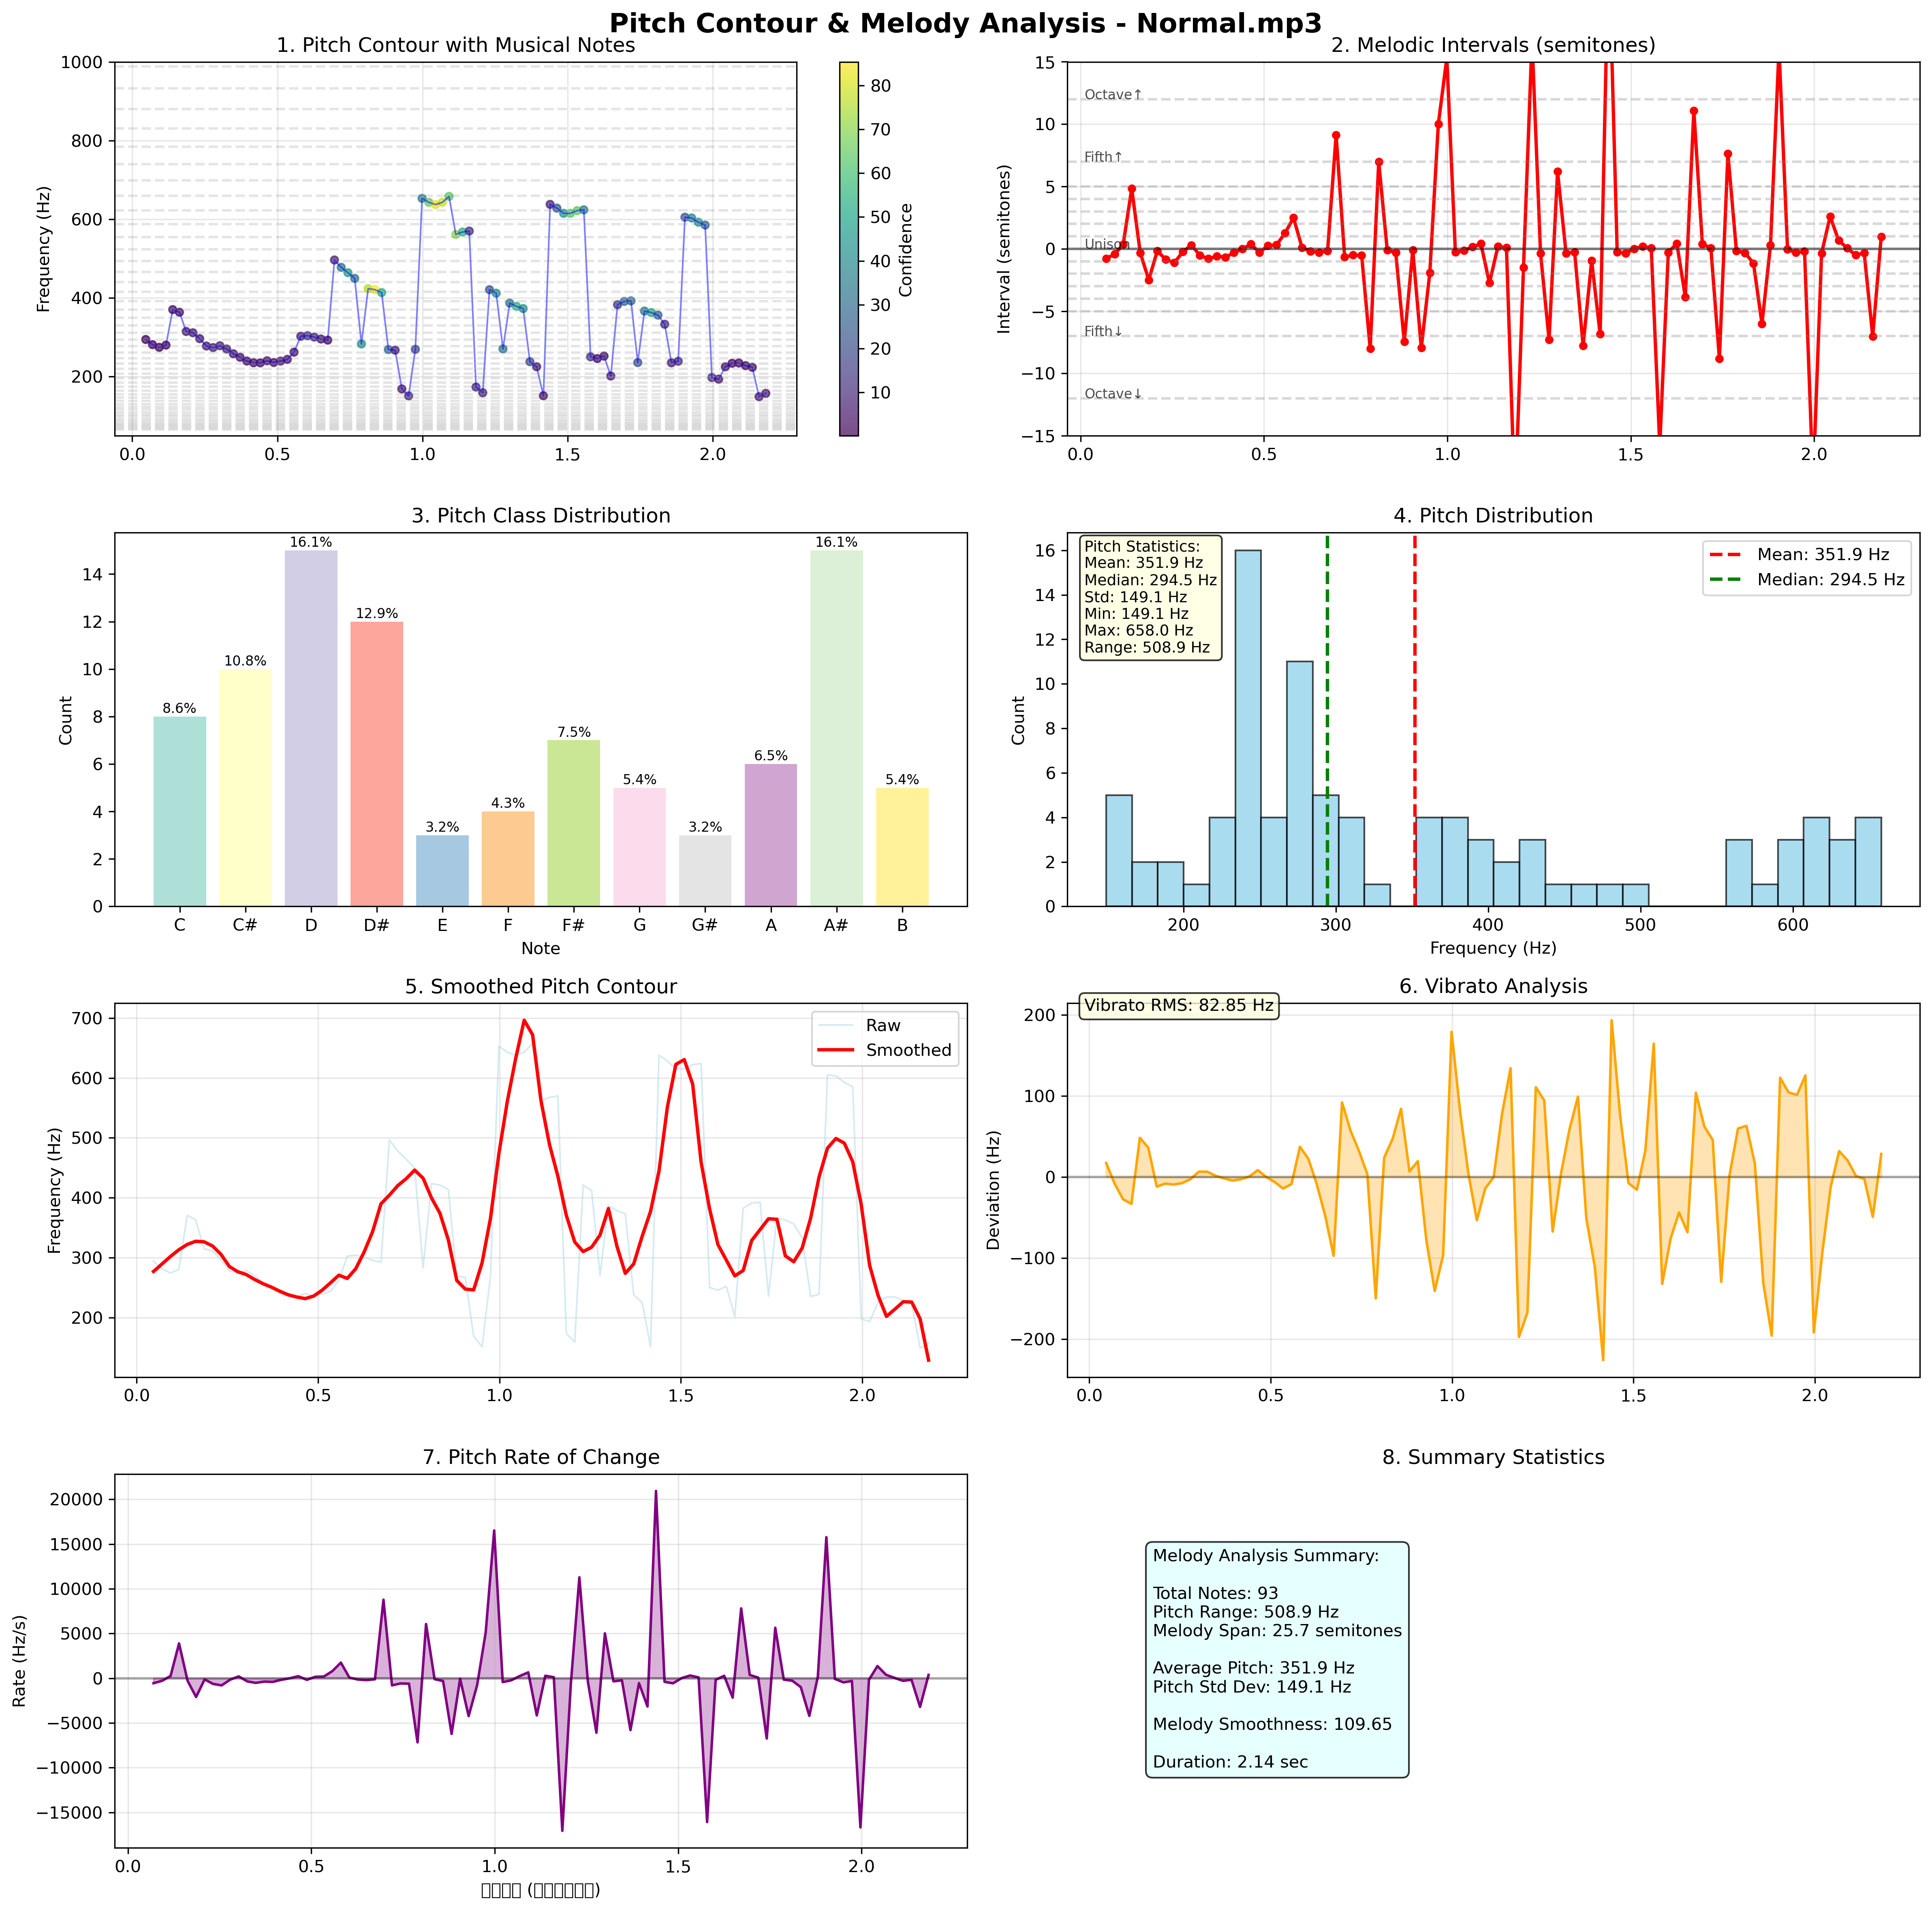 Pitch Contour & Melody Analysis - Normal.mp3
1. Pitch Contour with Musical Notes
1000
800
600
400
200
Frequency (Hz)
0.0 0.5 1.0 1.5 2.0
80
70
60
50
40
30
20
10
Confidence
2. Melodic Intervals (semitones)
15
10
5
0
−5
−10
−15
Interval (semitones)
Octave↑
Fifth↑
Unison
Fifth↓
Octave↓
0.0 0.5 1.0 1.5 2.0
3. Pitch Class Distribution
14
12
10
8
6
4
2
0
Count
8.6% 10.8% 16.1% 12.9% 3.2% 4.3% 7.5% 5.4% 3.2% 6.5% 16.1% 5.4%
C C# D D# E F F# G G# A A# B
Note
4. Pitch Distribution
16
14
12
10
8
6
4
2
0
Count
Pitch Statistics:
Mean: 351.9 Hz
Median: 294.5 Hz
Std: 149.1 Hz
Min: 149.1 Hz
Max: 658.0 Hz
Range: 508.9 Hz
Mean: 351.9 Hz
Median: 294.5 Hz
200 300 400 500 600
Frequency (Hz)
5. Smoothed Pitch Contour
700
600
500
400
300
200
Frequency (Hz)
Raw
Smoothed
0.0 0.5 1.0 1.5 2.0
6. Vibrato Analysis
Vibrato RMS: 82.85 Hz
200
100
0
−100
−200
Deviation (Hz)
0.0 0.5 1.0 1.5 2.0
7. Pitch Rate of Change
20000
15000
10000
5000
0
−5000
−10000
−15000
Rate (Hz/s)
0.0 0.5 1.0 1.5 2.0
8. Summary Statistics
Melody Analysis Summary:
Total Notes: 93
Pitch Range: 508.9 Hz
Melody Span: 25.7 semitones
Average Pitch: 351.9 Hz
Pitch Std Dev: 149.1 Hz
Melody Smoothness: 109.65
Duration: 2.14 sec